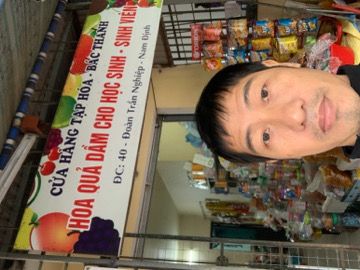 CỬA HÀNG TẠP HÓA - BẮC THÀNH
HOA QUẢ DẦM CHO HỌC SINH - SINH VIÊN
ĐC: 40 - Đoàn Trần Nghiệp - Nam Định